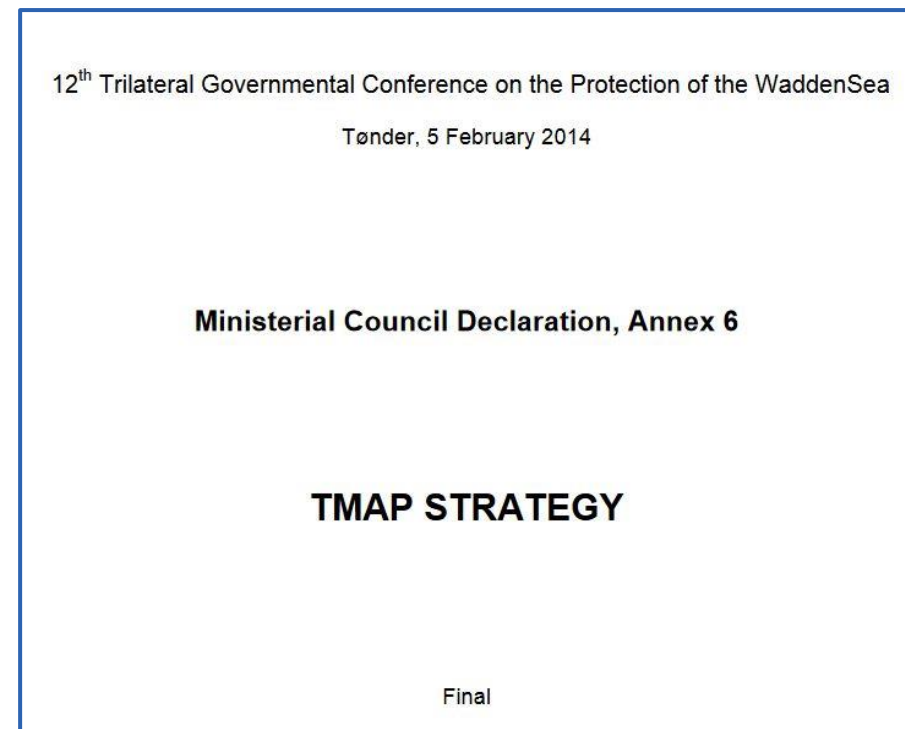 12th Trilateral Governmental Conference on the Protection of the WaddenSea
Tønder, 5 February 2014
Ministerial Council Declaration, Annex 6
TMAP STRATEGY
Final